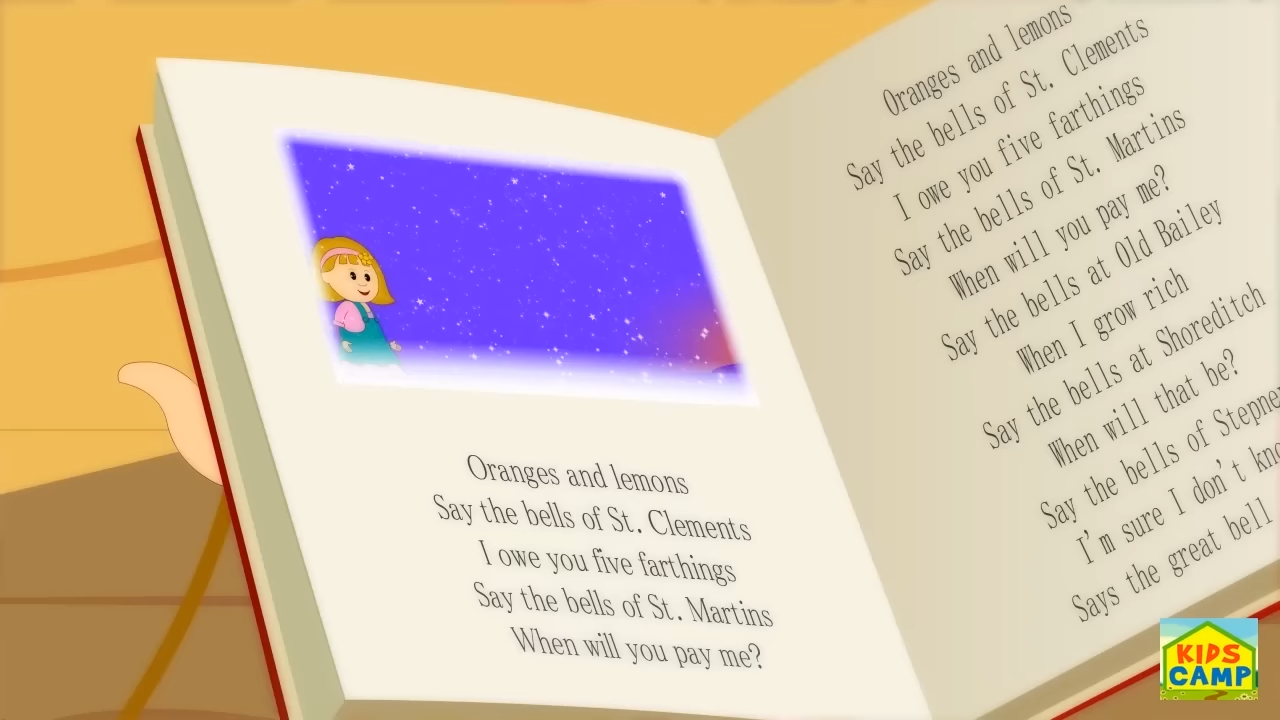 Oranges and lemons
Say the bells of St. Clements
I owe you five farthings
Say the bells of St. Martins
When will you pay me?
Oranges and lemons
Say the bells of St. Clements
I owe you five farthings
Say the bells of St. Martins
When will you pay me?
Say the bells at Old Bailey
When I grow rich
Say the bells at Shoreditch
When will that be?
Say the bells of
I'm sure I don't
Says the great bell
KIDS
CAMP